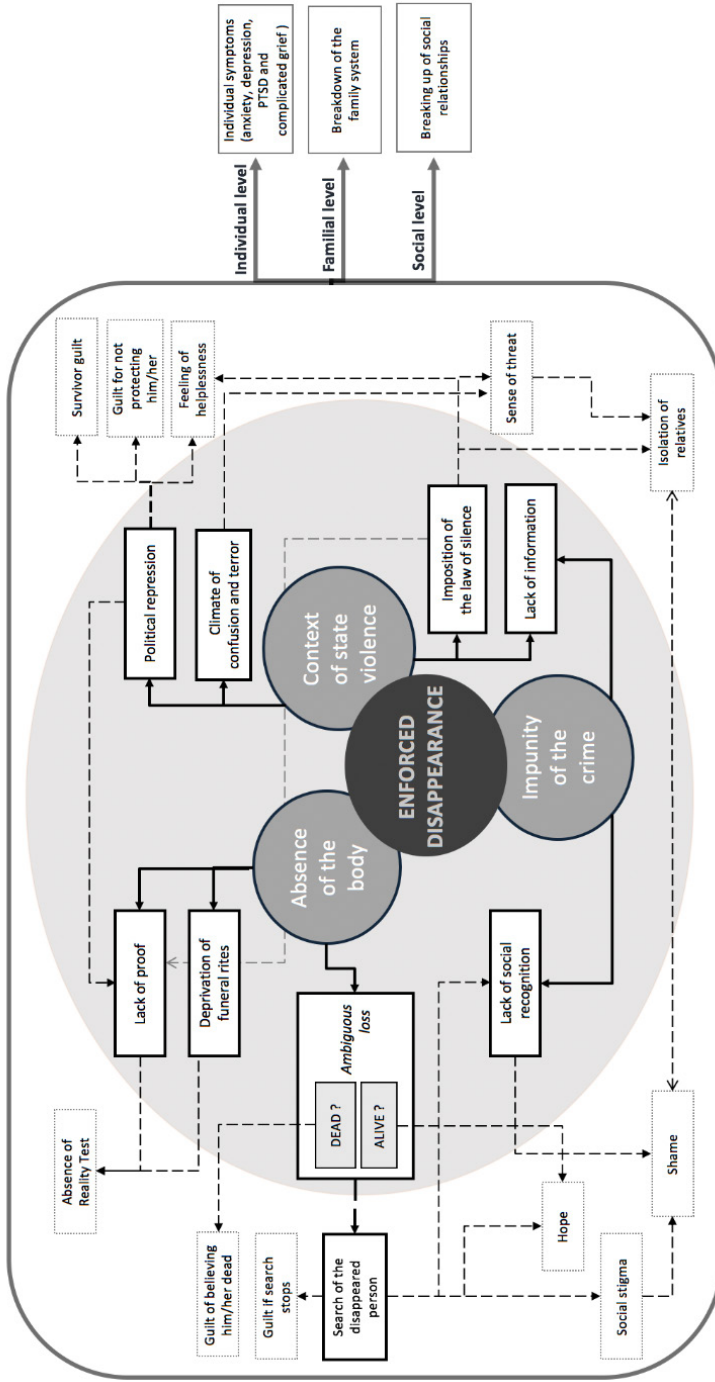 Absence of
Reality Test
Survivor guilt
Guilt for not
protecting
him/her
Feeling of
helplessness
Guilt of believing
him/her dead
Guilt if search
stops
Search of the
disappeared
person
Lack of proof
Deprivation of
funeral rites
Political repression
Climate of
confusion and terror
Ambiguous
loss
DEAD ?
ALIVE ?
Absence
of the
body
Context
of state
violence
ENFORCED
DISAPPEARANCE
Impunity
of the
crime
Imposition of
the law of silence
Lack of information
Lack of social
recognition
Sense of threat
Isolation of
relatives
Hope
Social stigma
Shame
Individual level
Individual symptoms
(anxiety, depression,
PTSD and
complicated grief )
Familial level
Breakdown of the
family system
Social level
Breaking up of social
relationships